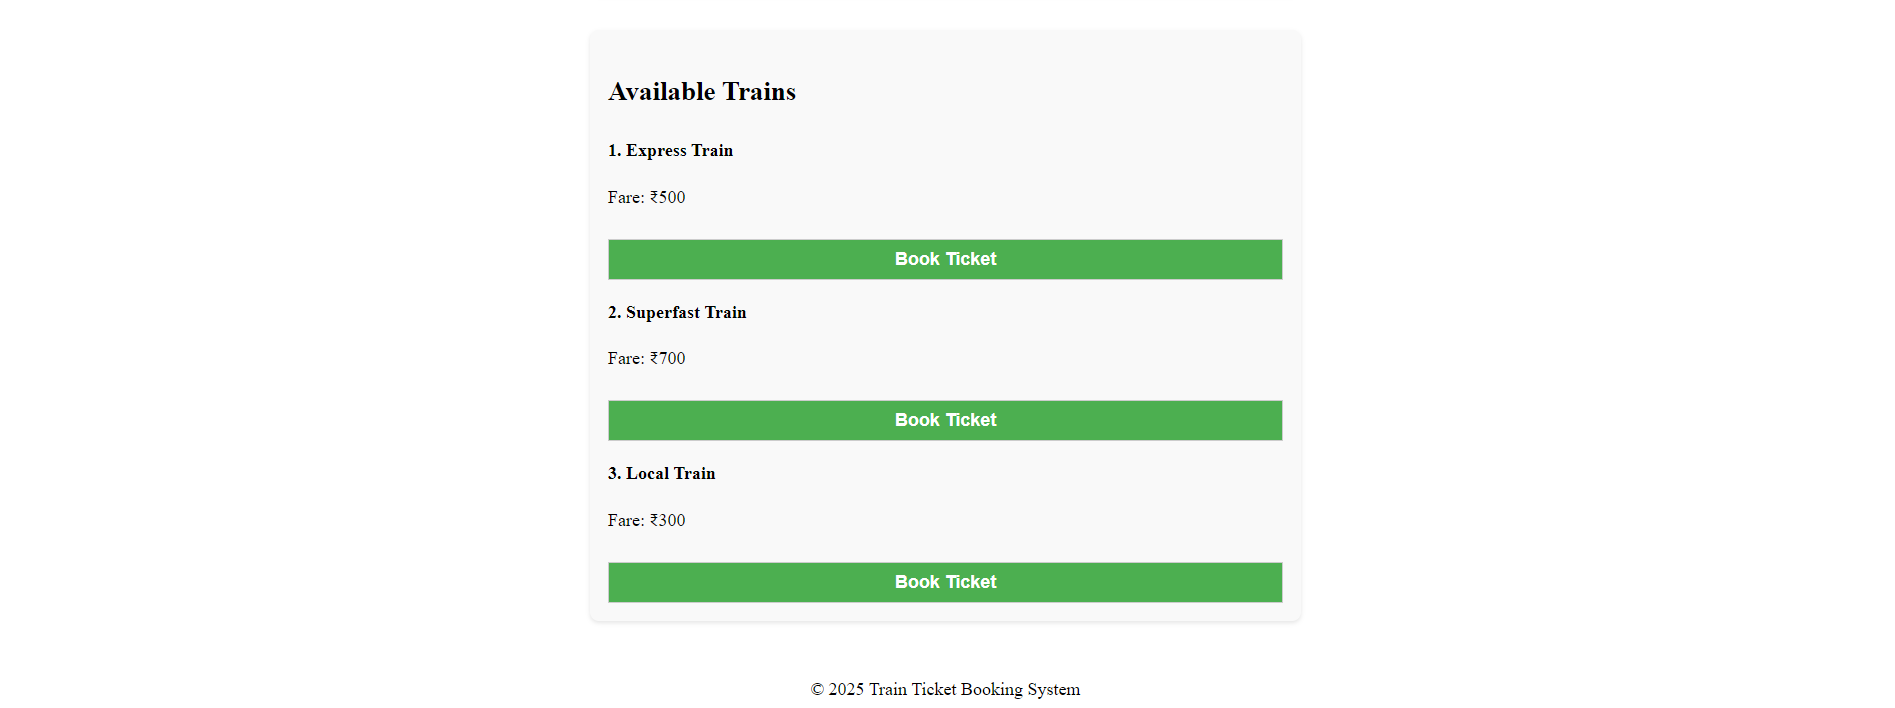 Available Trains
1. Express Train
Fare: ₹500
Book Ticket
2. Superfast Train
Fare: ₹700
Book Ticket
3. Local Train
Fare: ₹300
Book Ticket
© 2025 Train Ticket Booking System